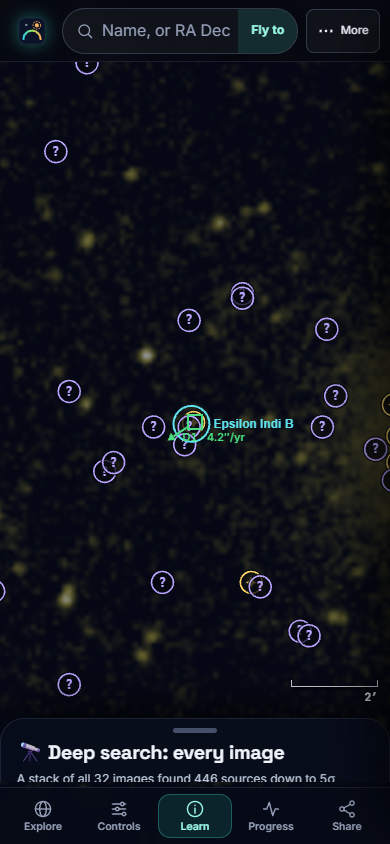 Name, or RA Dec
Fly to
··· More
?
?
?
?
?
?
?
?
?
Epsilon Indi B
4.2"/yr
?
?
?
?
?
?
?
?
?
2′
🔭 Deep search: every image
A stack of all 32 images found 446 sources down to 5σ
Explore
Controls
Learn
Progress
Share